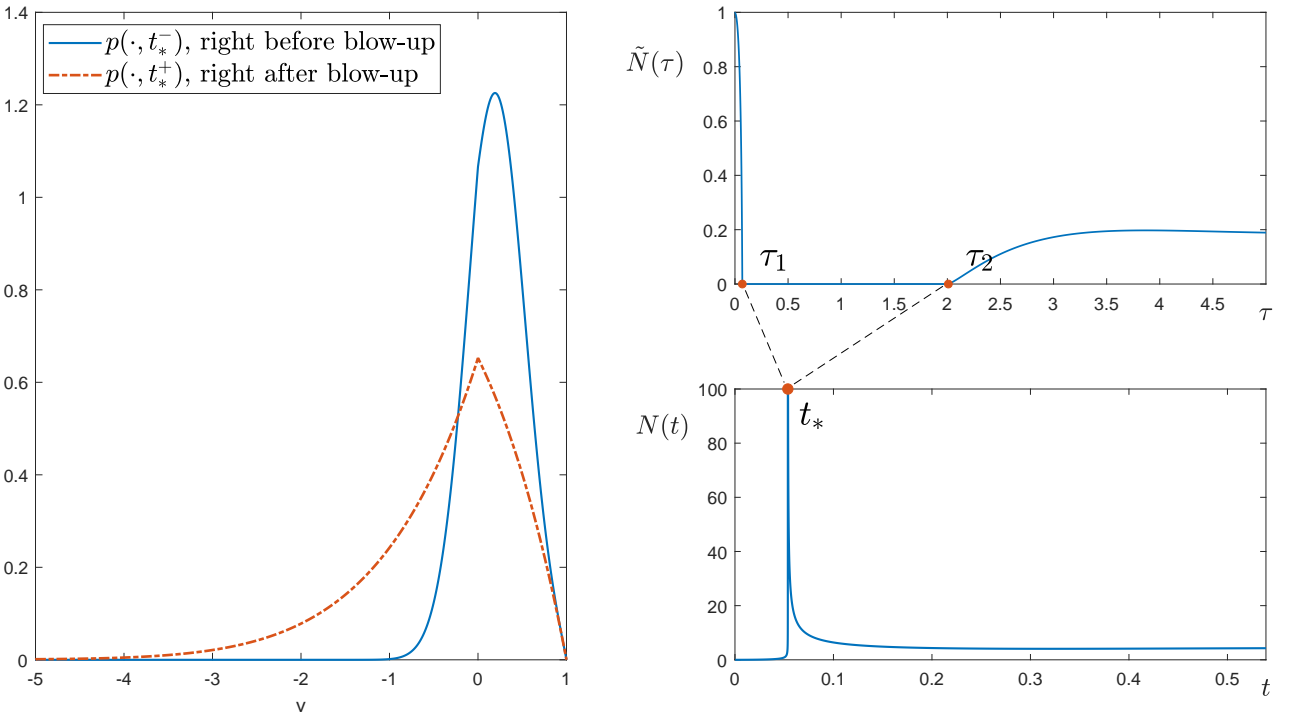 p(·, t∗⁻), right before blow-up
p(·, t∗⁺), right after blow-up
1.4
1.2
1
0.8
0.6
0.4
0.2
0
-5 -4 -3 -2 -1 0 1
v
Ñ(τ)
1
0.8
0.6
0.4
0.2
0
τ₁ τ₂
0 0.5 1 1.5 2 2.5 3 3.5 4 4.5
τ
N(t)
100
80
60
40
20
0
t∗
0 0.1 0.2 0.3 0.4 0.5
t